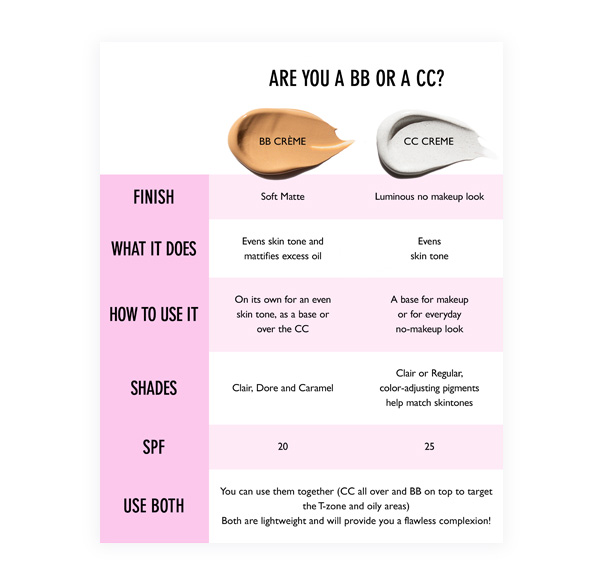 ARE YOU A BB OR A CC?
BB CRÈME
CC CREME
FINISH
Soft Matte
Luminous no makeup look
WHAT IT DOES
Evens skin tone and
mattifies excess oil
Evens
skin tone
HOW TO USE IT
On its own for an even
skin tone, as a base or
over the CC
A base for makeup
or for everyday
no-makeup look
SHADES
Clair, Dore and Caramel
Clair or Regular,
color-adjusting pigments
help match skintones
SPF
20
25
USE BOTH
You can use them together (CC all over and BB on top to target
the T-zone and oily areas)
Both are lightweight and will provide you a flawless complexion!